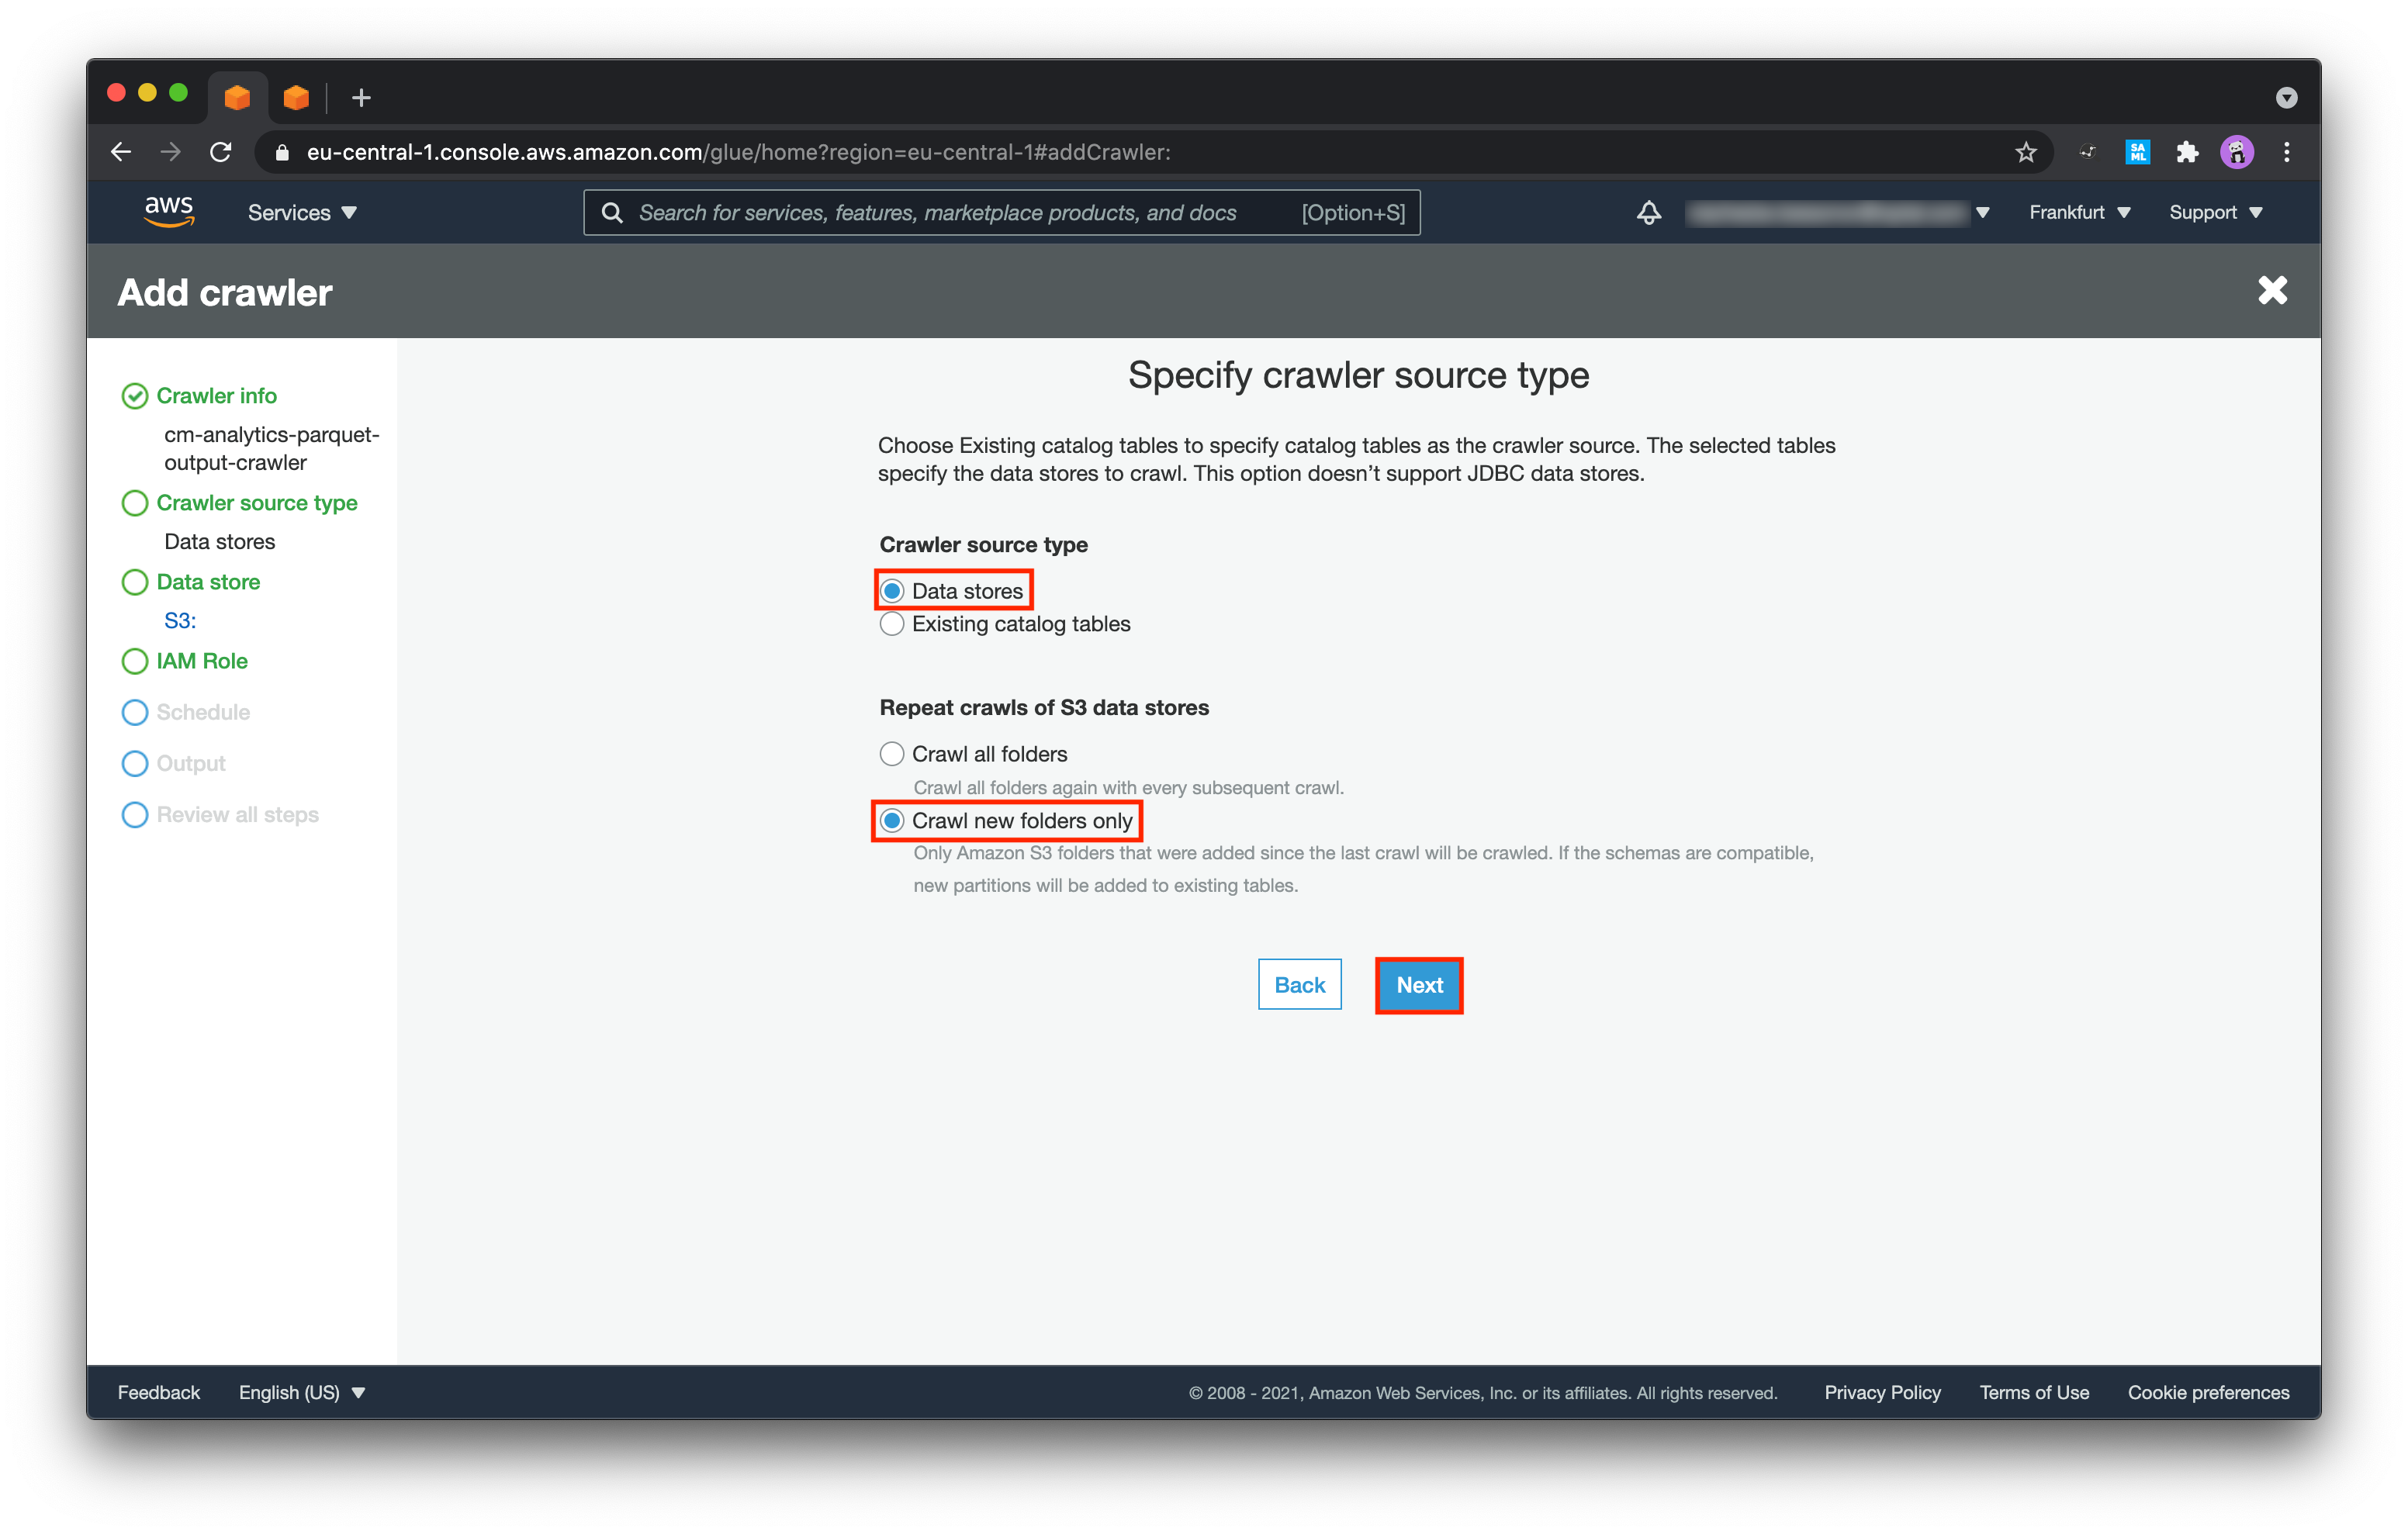 eu-central-1.console.aws.amazon.com/glue/home?region=eu-central-1#addCrawler:
SA
ML
aws
Services
Search for services, features, marketplace products, and docs
[Option+S]
Frankfurt
Support
Add crawler
Crawler info
cm-analytics-parquet-
output-crawler
Crawler source type
Data stores
Data store
S3:
IAM Role
Schedule
Output
Review all steps
Specify crawler source type
Choose Existing catalog tables to specify catalog tables as the crawler source. The selected tables
specify the data stores to crawl. This option doesn’t support JDBC data stores.
Crawler source type
Data stores
Existing catalog tables
Repeat crawls of S3 data stores
Crawl all folders
Crawl all folders again with every subsequent crawl.
Crawl new folders only
Only Amazon S3 folders that were added since the last crawl will be crawled. If the schemas are compatible,
new partitions will be added to existing tables.
Back
Next
Feedback
English (US)
© 2008 - 2021, Amazon Web Services, Inc. or its affiliates. All rights reserved.
Privacy Policy
Terms of Use
Cookie preferences